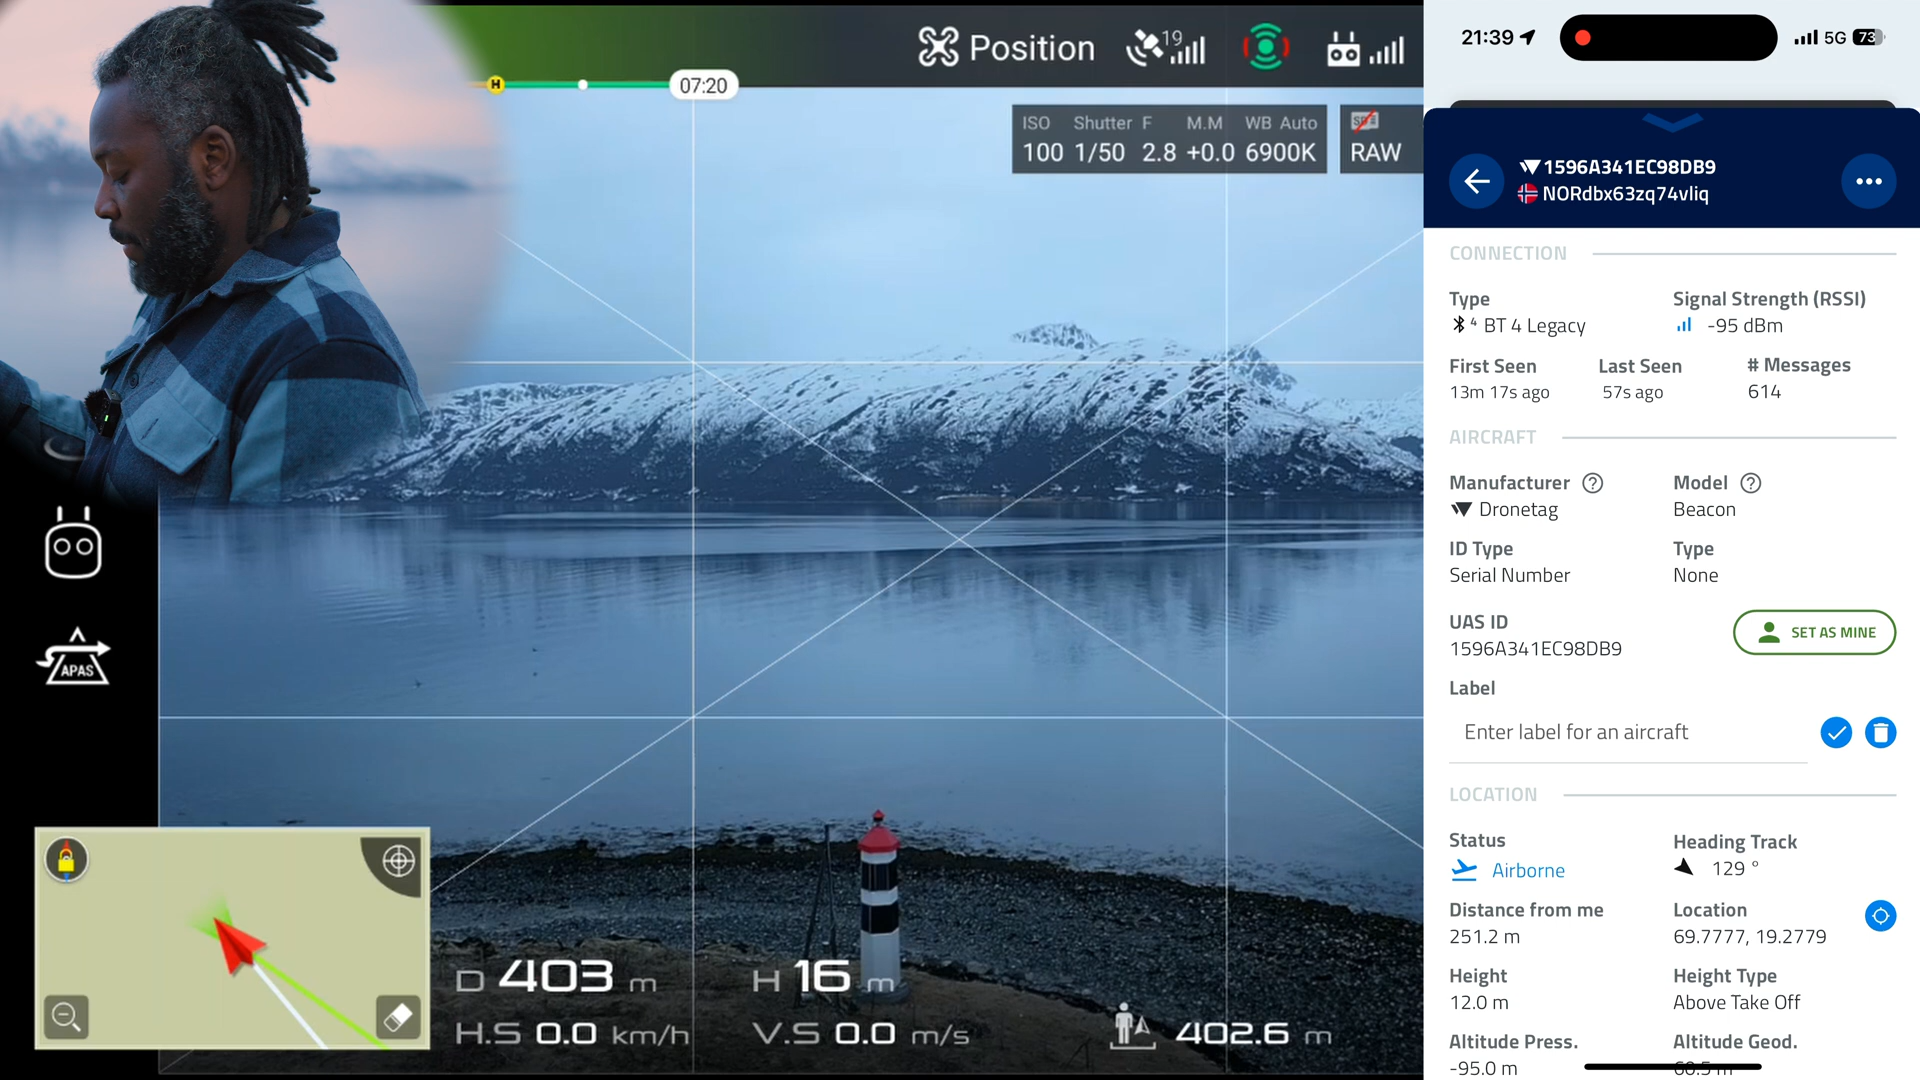 Position
19
H
07:20
ISO Shutter F M.M WB Auto
100 1/50 2.8 +0.0 6900K
RAW
APAS
D 403 m
H 16 m
H.S 0.0 km/h
V.S 0.0 m/s
402.6 m
21:39
5G 73
1596A341EC98DB9
NORdbx63zq74vliq
CONNECTION
Type
Signal Strength (RSSI)
4 BT 4 Legacy
-95 dBm
First Seen
Last Seen
# Messages
13m 17s ago
57s ago
614
AIRCRAFT
Manufacturer ?
Model ?
Dronetag
Beacon
ID Type
Type
Serial Number
None
UAS ID
1596A341EC98DB9
SET AS MINE
Label
Enter label for an aircraft
LOCATION
Status
Heading Track
Airborne
129 °
Distance from me
Location
251.2 m
69.7777, 19.2779
Height
Height Type
12.0 m
Above Take Off
Altitude Press.
Altitude Geod.
-95.0 m